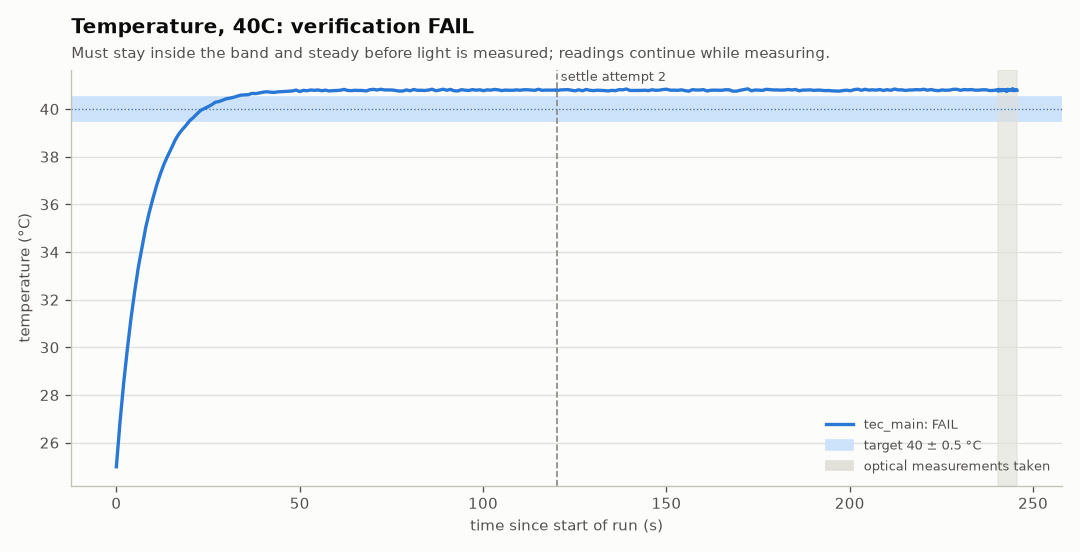 Temperature, 40C: verification FAIL
Must stay inside the band and steady before light is measured; readings continue while measuring.
settle attempt 2
40
38
36
34
32
30
28
26
temperature (°C)
tec_main: FAIL
target 40 ± 0.5 °C
optical measurements taken
0
50
100
150
200
250
time since start of run (s)